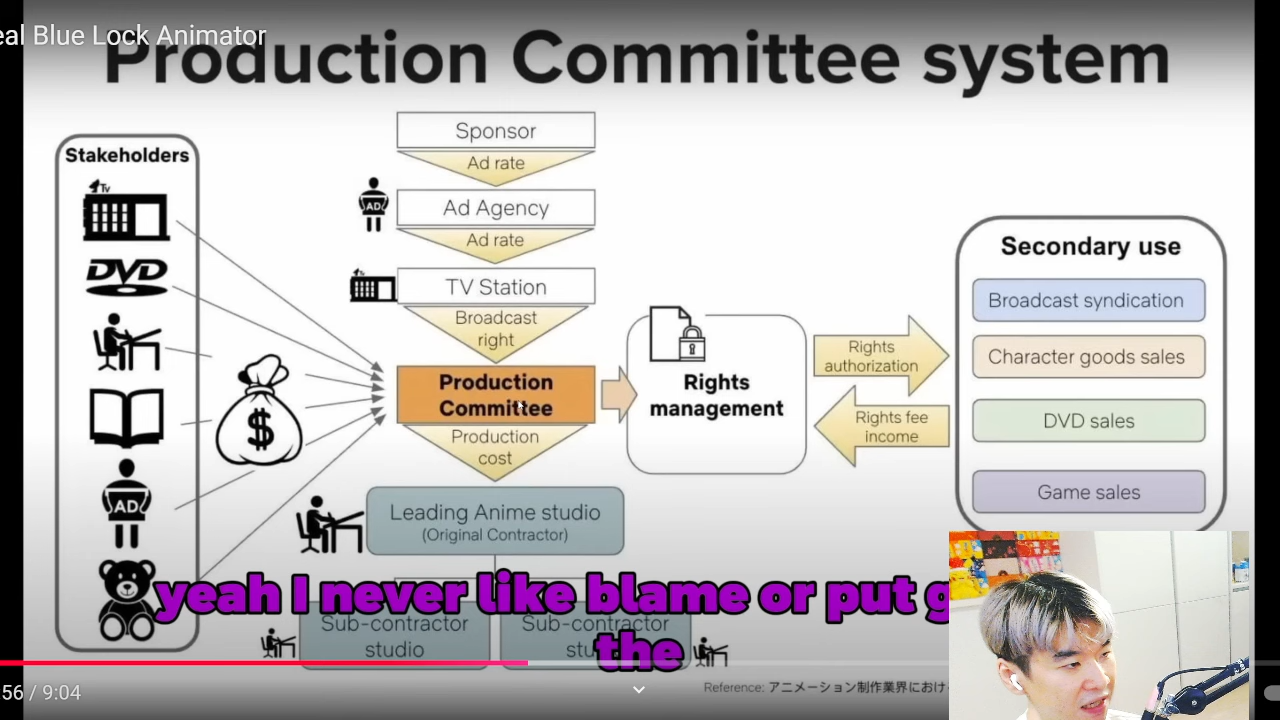 eal Blue Lock Animator
Production Committee system
Stakeholders
TV
DVD
AD
$
Sponsor
Ad rate
AD
Ad Agency
Ad rate
TV Station
Broadcast
right
Production
Committee
Production
cost
Leading Anime studio
(Original Contractor)
Sub-contractor
studio
Sub-contractor
Rights
management
Rights
authorization
Rights fee
income
Secondary use
Broadcast syndication
Character goods sales
DVD sales
Game sales
yeah I never like blame or put g
the
56 / 9:04
Reference: アニメーション制作業界におけ